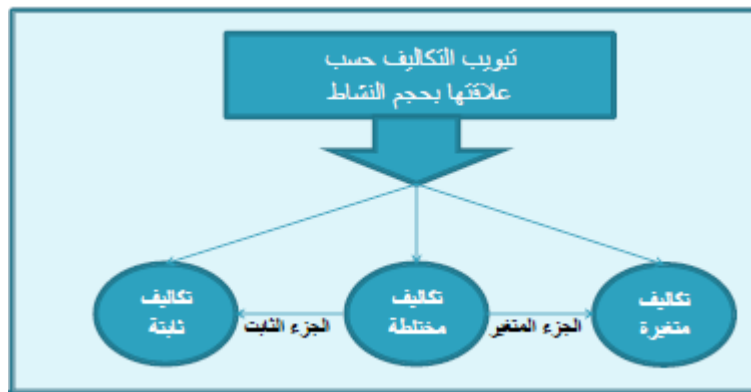 تبويب التكاليف حسب
علاقتها بحجم النشاط
تكاليف
متغيرة
الجزء المتغير
تكاليف
مختلطة
الجزء الثابت
تكاليف
ثابتة